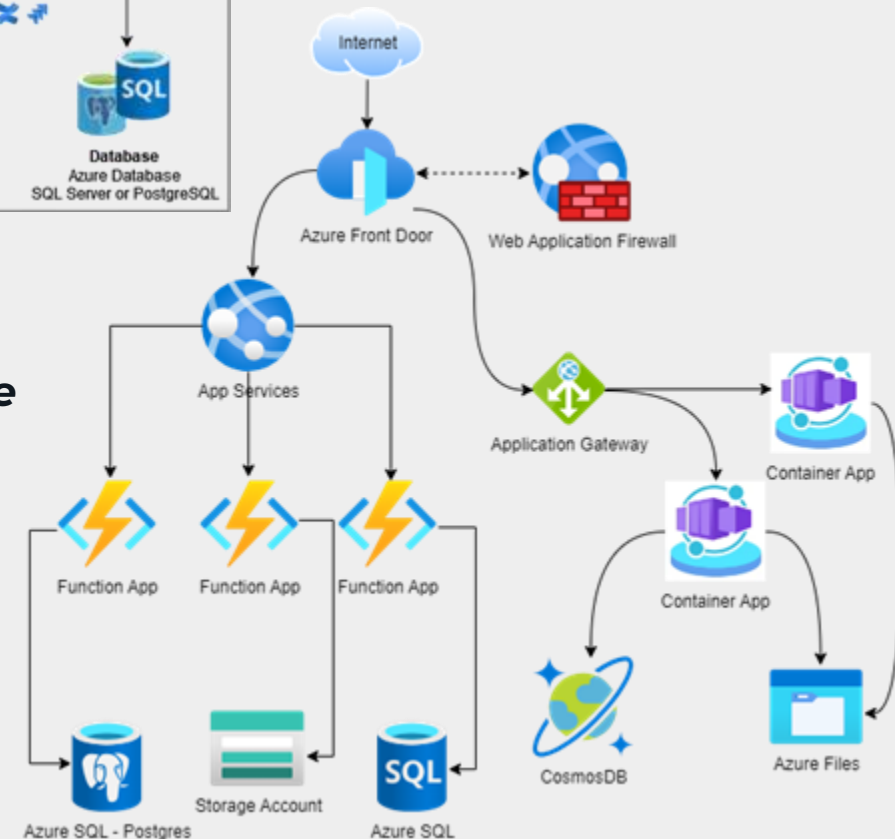 SQL
Database
Azure Database
SQL Server or PostgreSQL
Internet
Azure Front Door
Web Application Firewall
App Services
e
Application Gateway
Container App
Function App
Function App
Function App
Container App
SQL
CosmosDB
Azure Files
Storage Account
Azure SQL - Postgres
Azure SQL